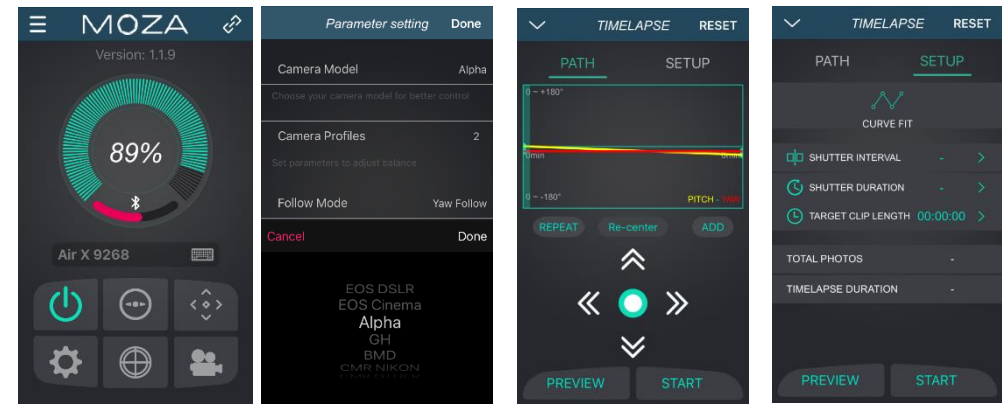 MOZA
Version: 1.1.9
89%
Air X 9268
Parameter setting Done
Camera Model Alpha
Choose your camera model for better control
Camera Profiles 2
Set parameters to adjust balance
Follow Mode Yaw Follow
Cancel Done
EOS DSLR
EOS Cinema
Alpha
GH
BMD
CMR NIKON
TIMELAPSE RESET
PATH SETUP
0 ~ +180°
0min 0min
0 ~ -180° PITCH - YAW
REPEAT Re-center ADD
PREVIEW START
TIMELAPSE RESET
PATH SETUP
CURVE FIT
SHUTTER INTERVAL -
SHUTTER DURATION -
TARGET CLIP LENGTH 00:00:00
TOTAL PHOTOS -
TIMELAPSE DURATION -
PREVIEW START